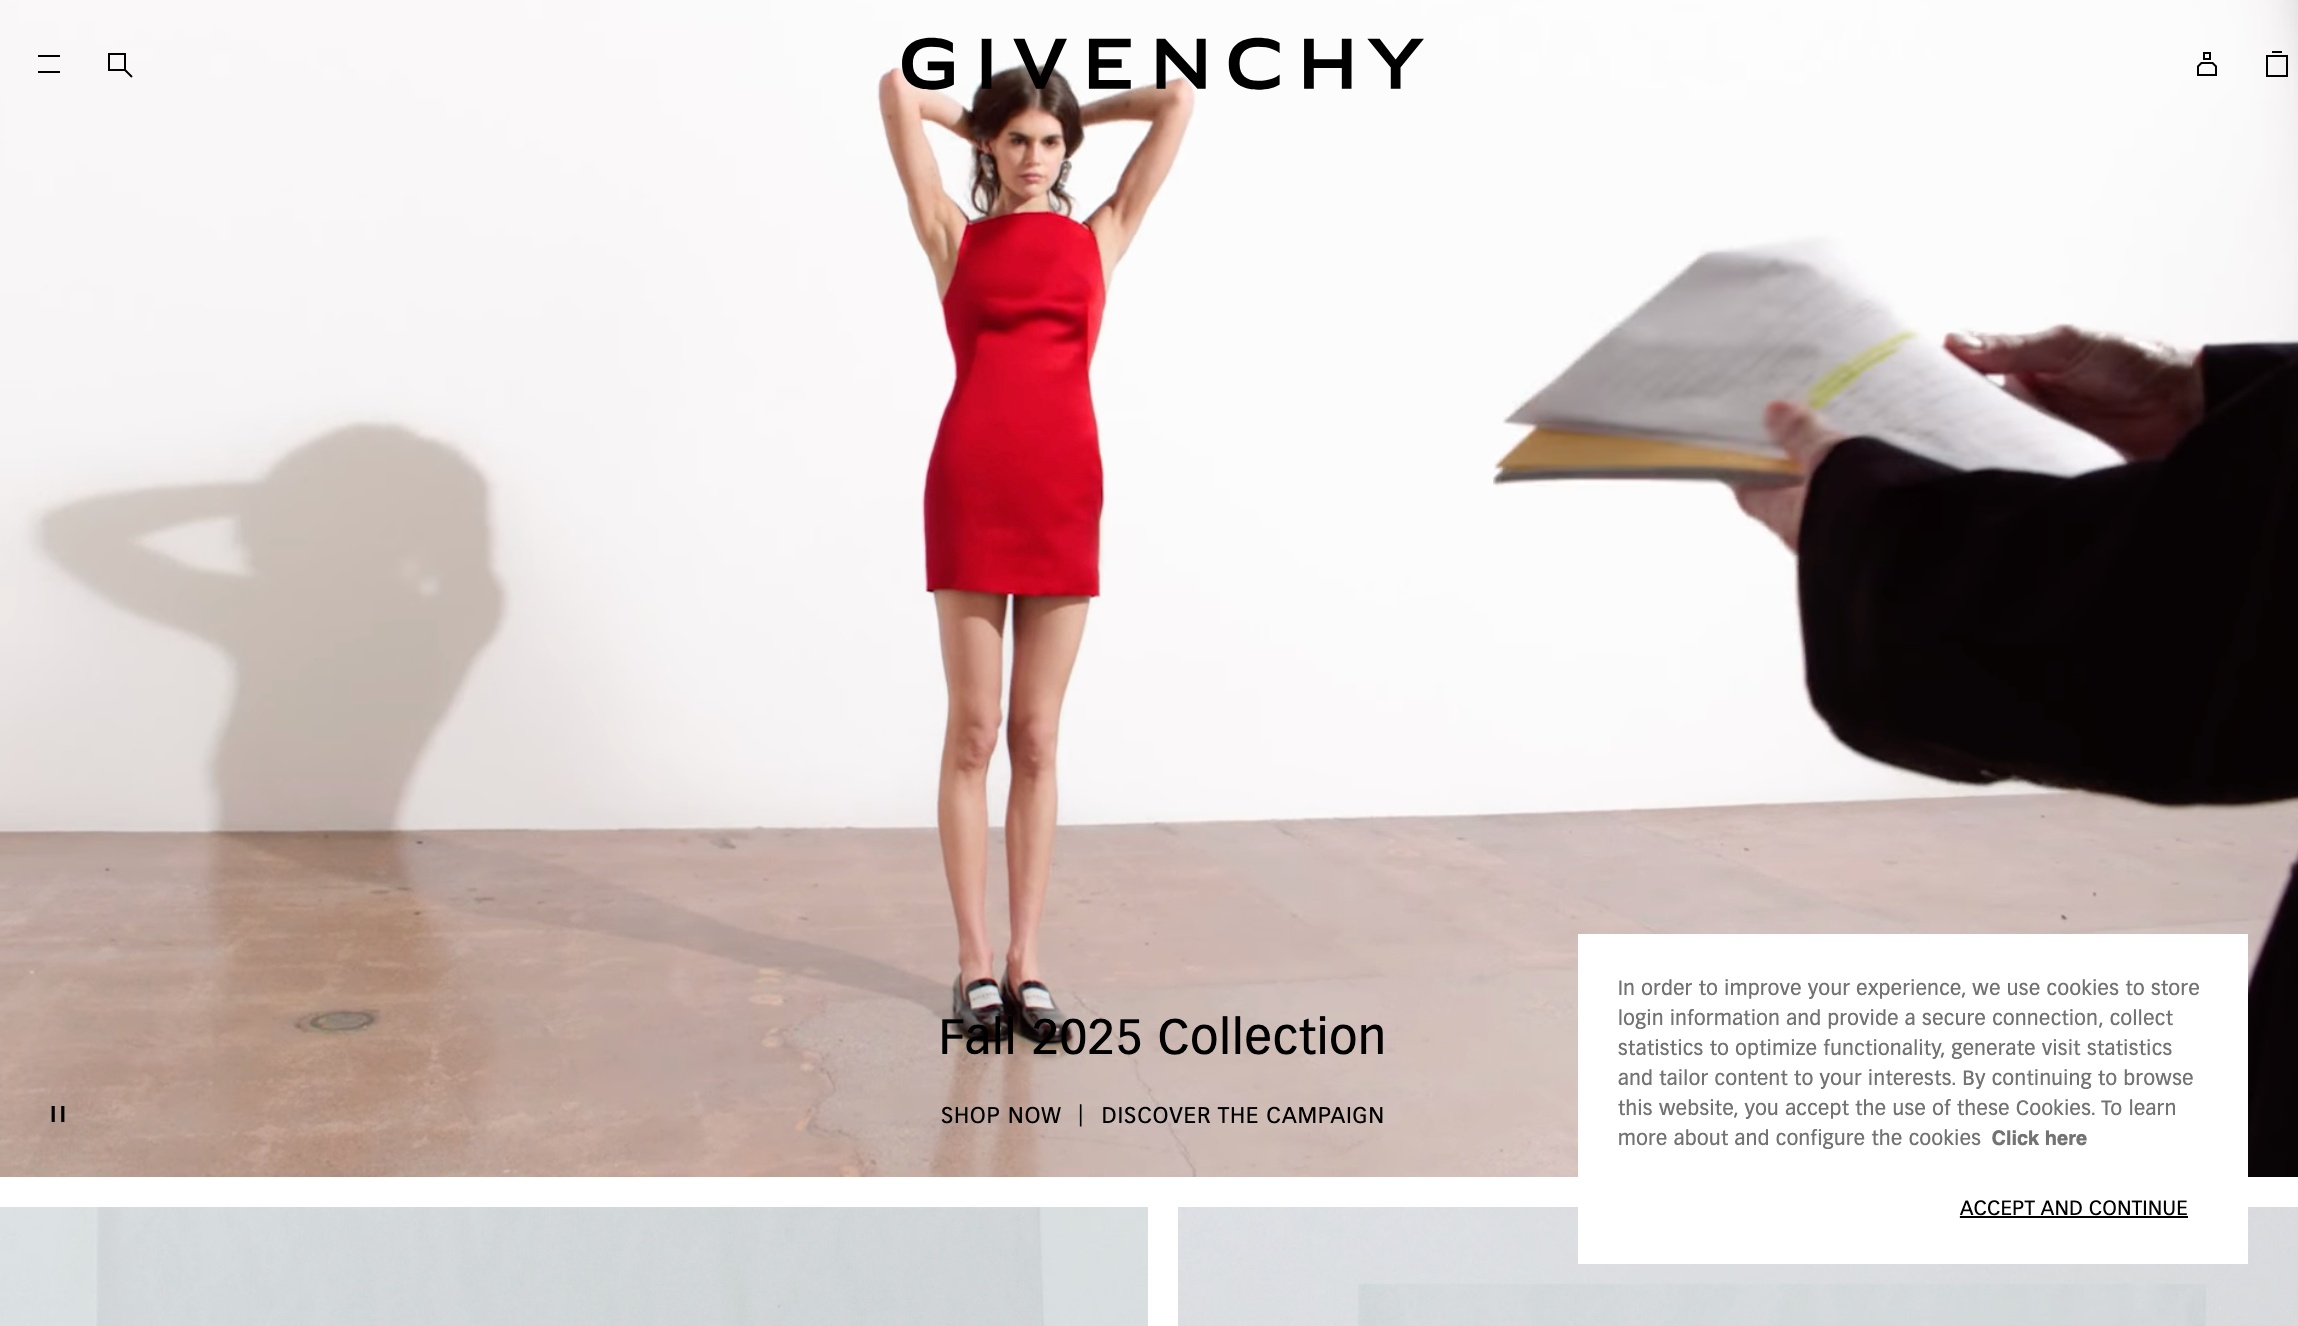 GIVENCHY
Fall 2025 Collection
SHOP NOW | DISCOVER THE CAMPAIGN
In order to improve your experience, we use cookies to store
login information and provide a secure connection, collect
statistics to optimize functionality, generate visit statistics
and tailor content to your interests. By continuing to browse
this website, you accept the use of these Cookies. To learn
more about and configure the cookies Click here
ACCEPT AND CONTINUE